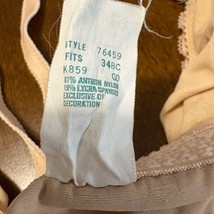 STYLE 76459
FITS 34BC
K859 GD
81% ANTRON NYLON
19% LYCRA SPANDEX
EXCLUSIVE OF
DECORATION